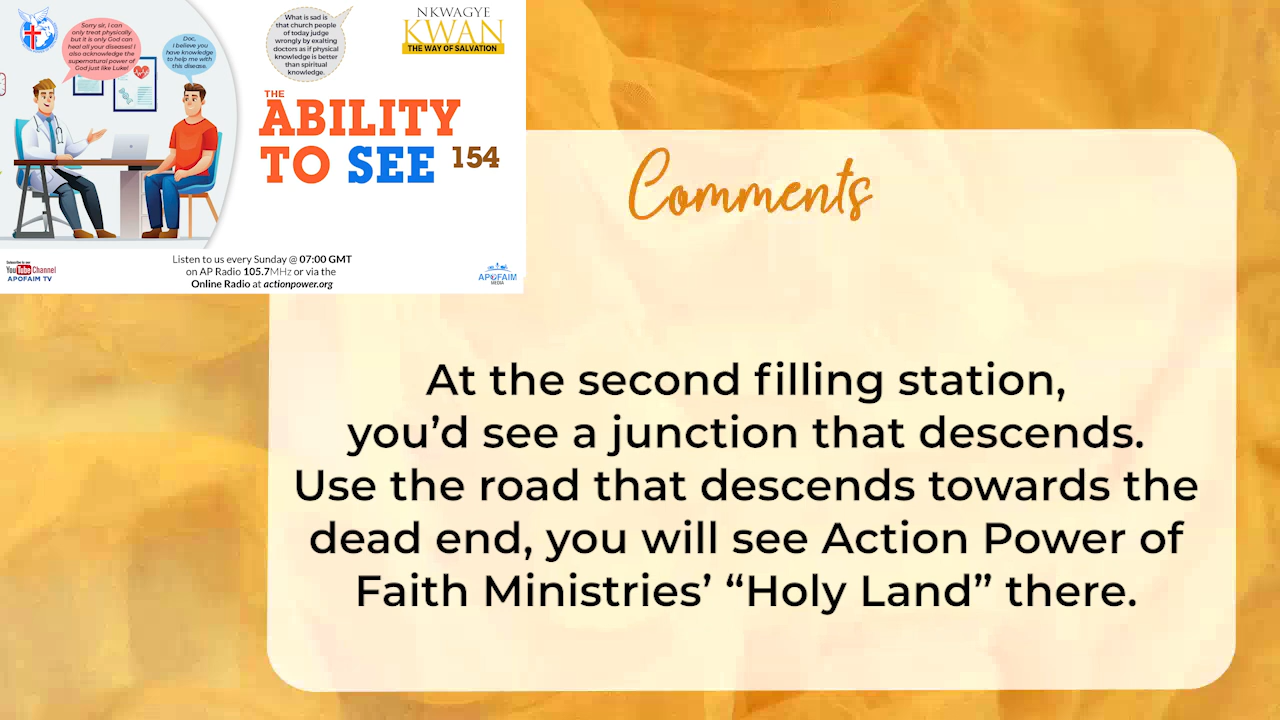 Sorry sir, I can
only treat physically
but it is only God can
heal all your diseases! I
also acknowledge the
supernatural power of
God just like Luke!
Doc,
I believe you
have knowledge
to help me with
this disease.
What is sad is
that church people
of today judge
wrongly by exalting
doctors as if physical
knowledge is better
than spiritual
knowledge.
NKWAGYE
KWAN
THE WAY OF SALVATION
THE
ABILITY
TO SEE 154
Listen to us every Sunday @ 07:00 GMT
on AP Radio 105.7MHz or via the
Online Radio at actionpower.org
Subscribe to our
YouTube Channel
APOFAIM TV
APOFAIM
MEDIA
Comments
At the second filling station,
you’d see a junction that descends.
Use the road that descends towards the
dead end, you will see Action Power of
Faith Ministries’ “Holy Land” there.